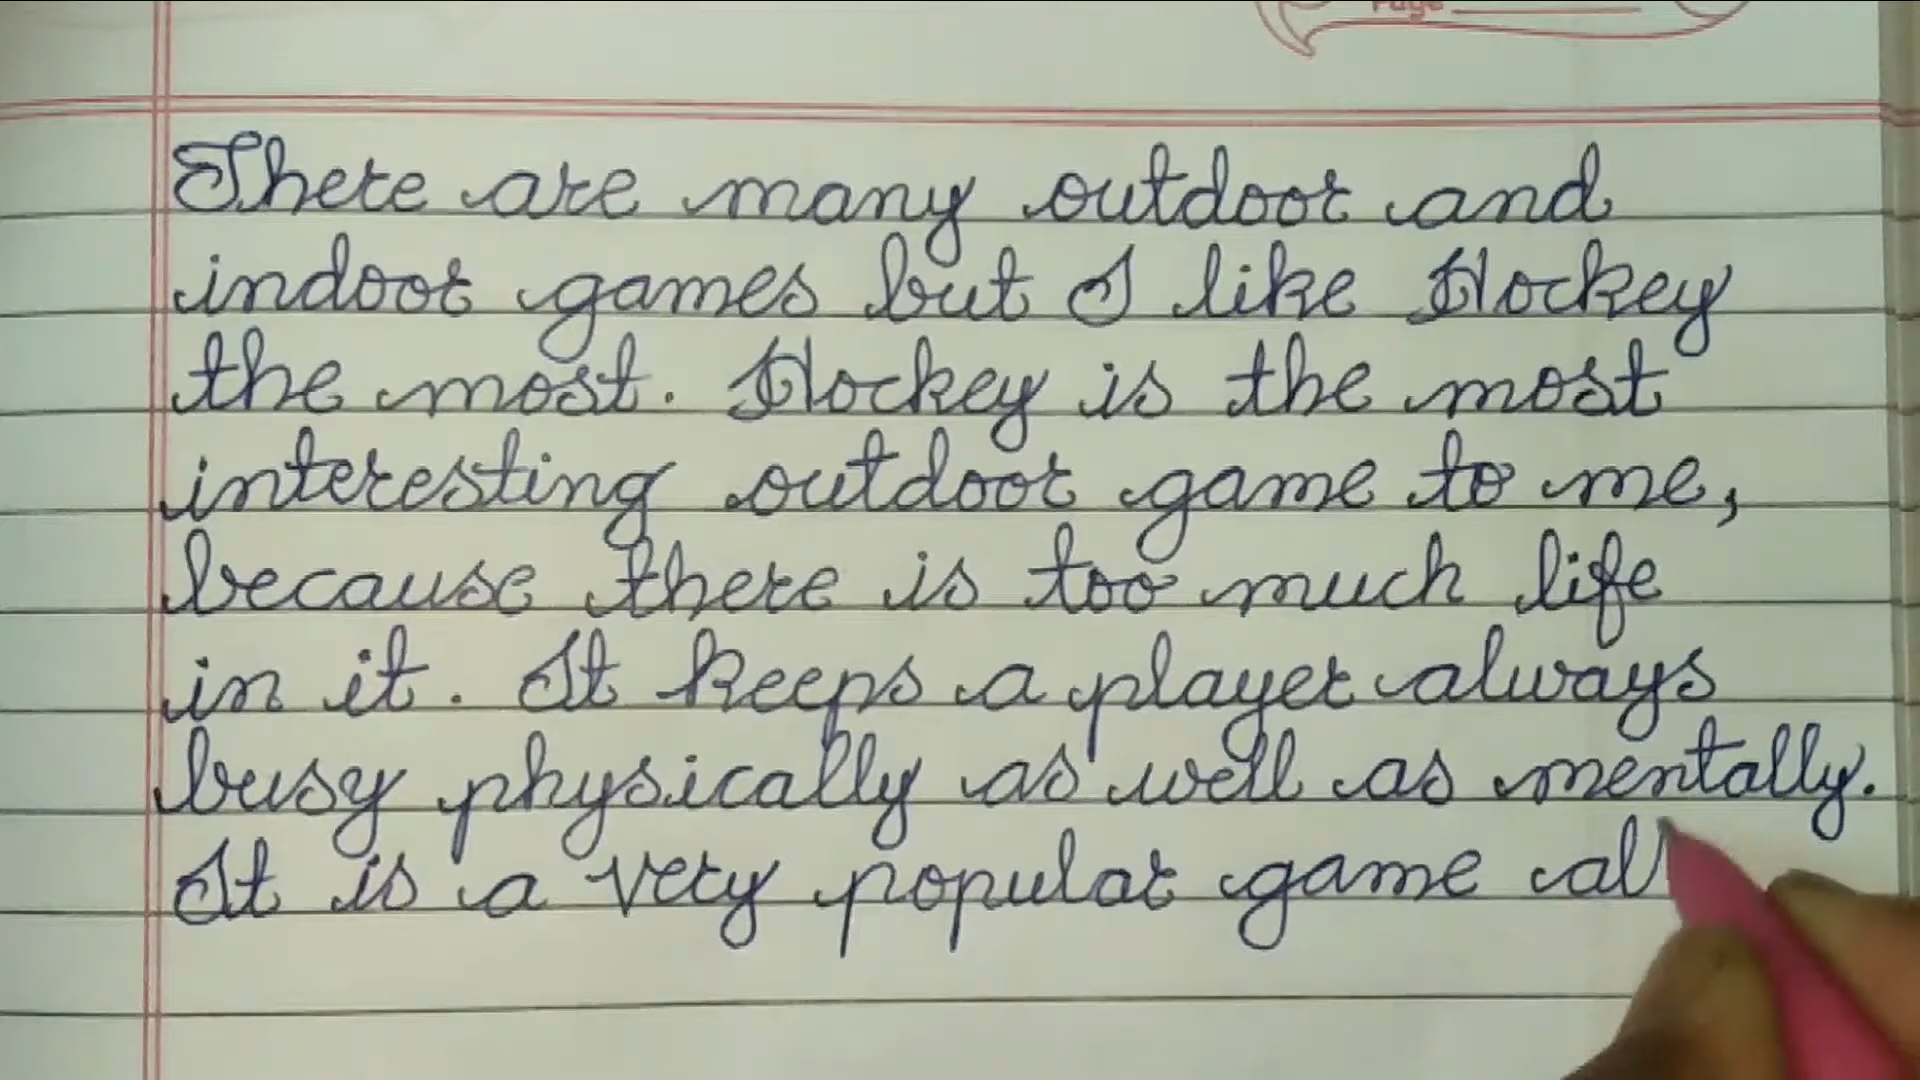 Page
There are many outdoor and
indoor games but I like Hockey
the most. Hockey is the most
interesting outdoor game to me,
because there is too much life
in it. It keeps a player always
busy physically as well as mentally.
It is a very popular game al